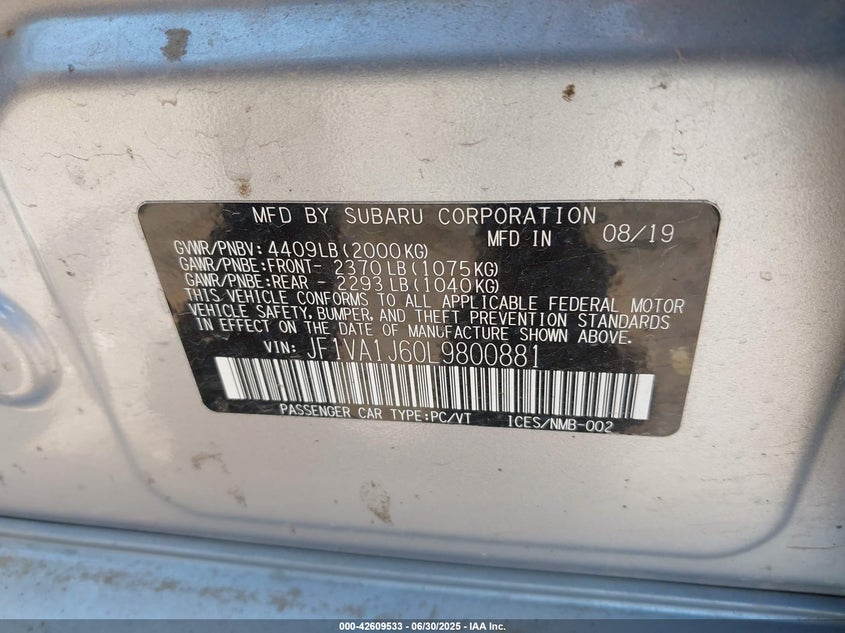 MFD BY SUBARU CORPORATION
MFD IN 08/19
GVWR/PNBV: 4409LB(2000KG)
GAWR/PNBE:FRONT- 2370LB(1075KG)
GAWR/PNBE:REAR - 2293LB(1040KG)
THIS VEHICLE CONFORMS TO ALL APPLICABLE FEDERAL MOTOR
VEHICLE SAFETY, BUMPER, AND THEFT PREVENTION STANDARDS
IN EFFECT ON THE DATE OF MANUFACTURE SHOWN ABOVE.
VIN: JF1VA1J60L9800881
PASSENGER CAR TYPE:PC/VT ICES/NMB-002
000-42609533 - 06/30/2025 - IAA Inc.